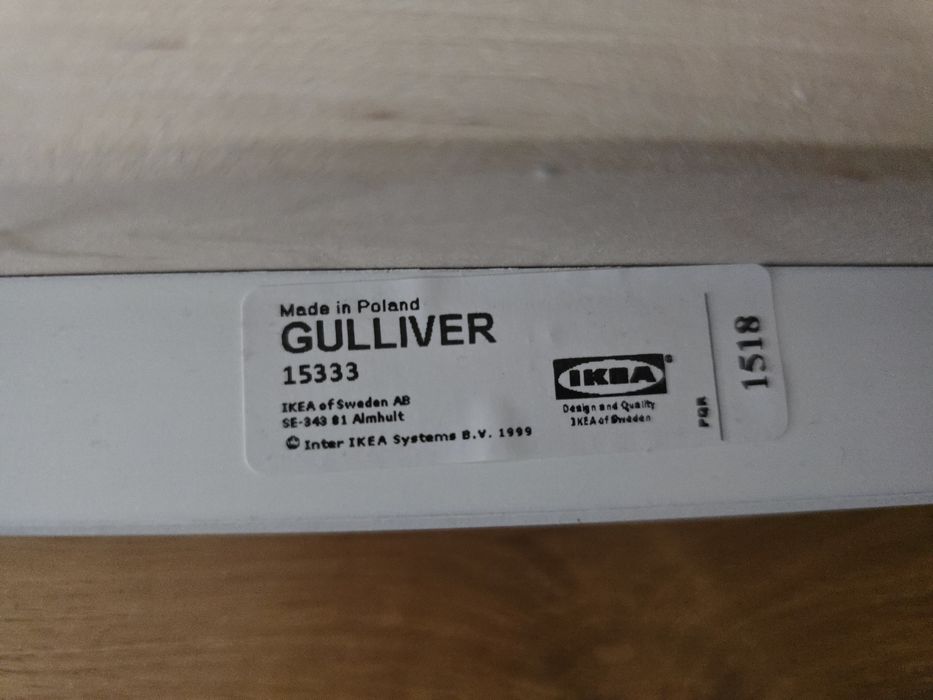 Made in Poland
GULLIVER
15333
IKEA of Sweden AB
SE-343 81 Almhult
© Inter IKEA Systems B.V. 1999
IKEA®
Design and Quality
IKEA of Sweden
PQR
1518